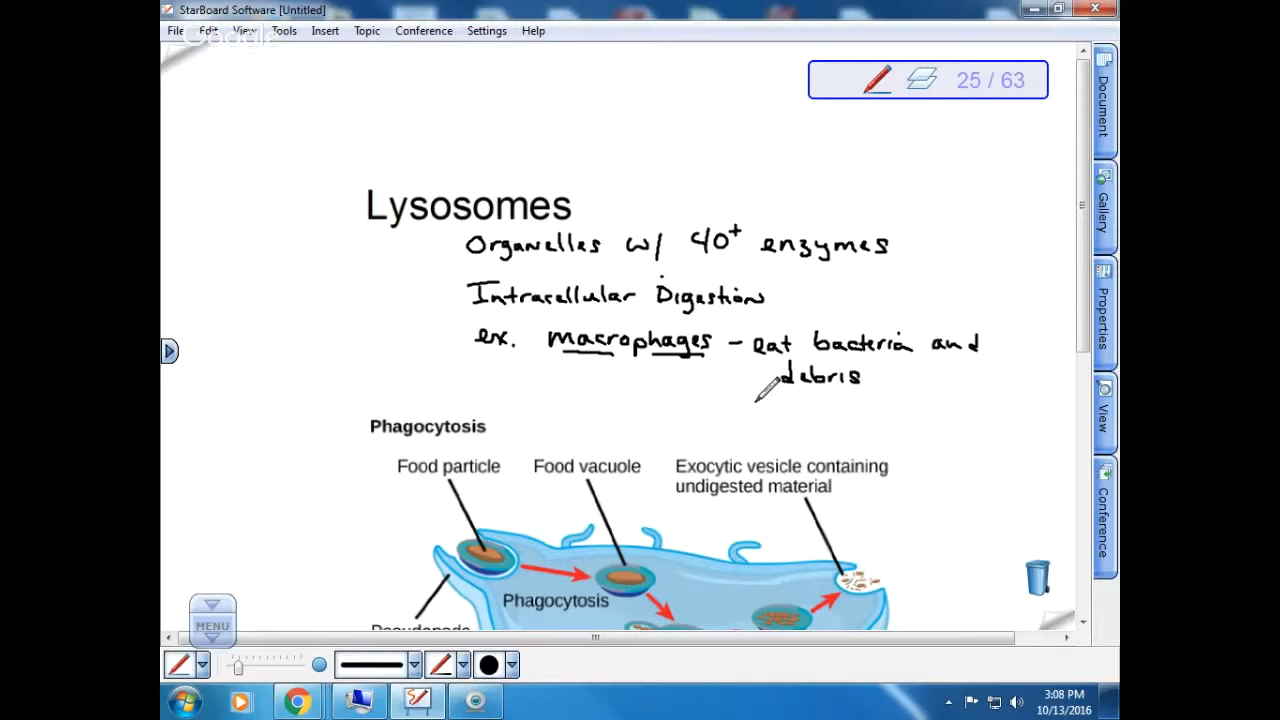 StarBoard Software [Untitled]
File Edit View Tools Insert Topic Conference Settings Help
Google
25 / 63
Document
Gallery
Properties
View
Conference
Lysosomes
Organelles w/ 40+ enzymes
Intracellular Digestion
ex. macrophages - eat bacteria and
debris
Phagocytosis
Food particle Food vacuole Exocytic vesicle containing
undigested material
Phagocytosis
MENU
3:08 PM
10/13/2016